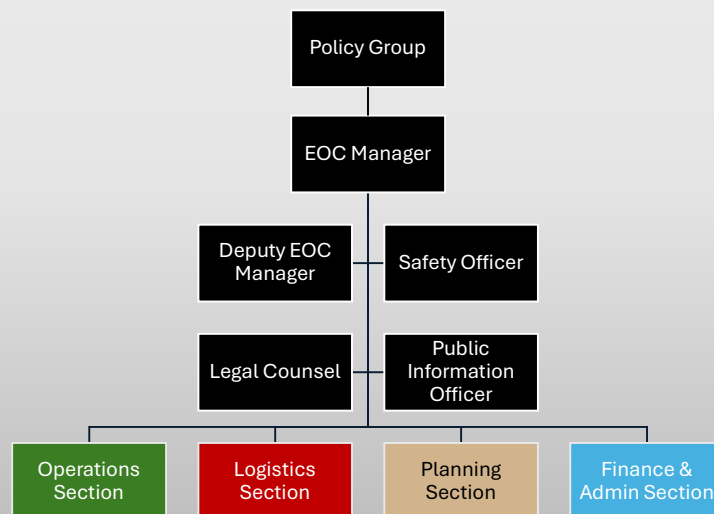 Policy Group
EOC Manager
Deputy EOC
Manager
Safety Officer
Legal Counsel
Public
Information
Officer
Operations
Section
Logistics
Section
Planning
Section
Finance &
Admin Section